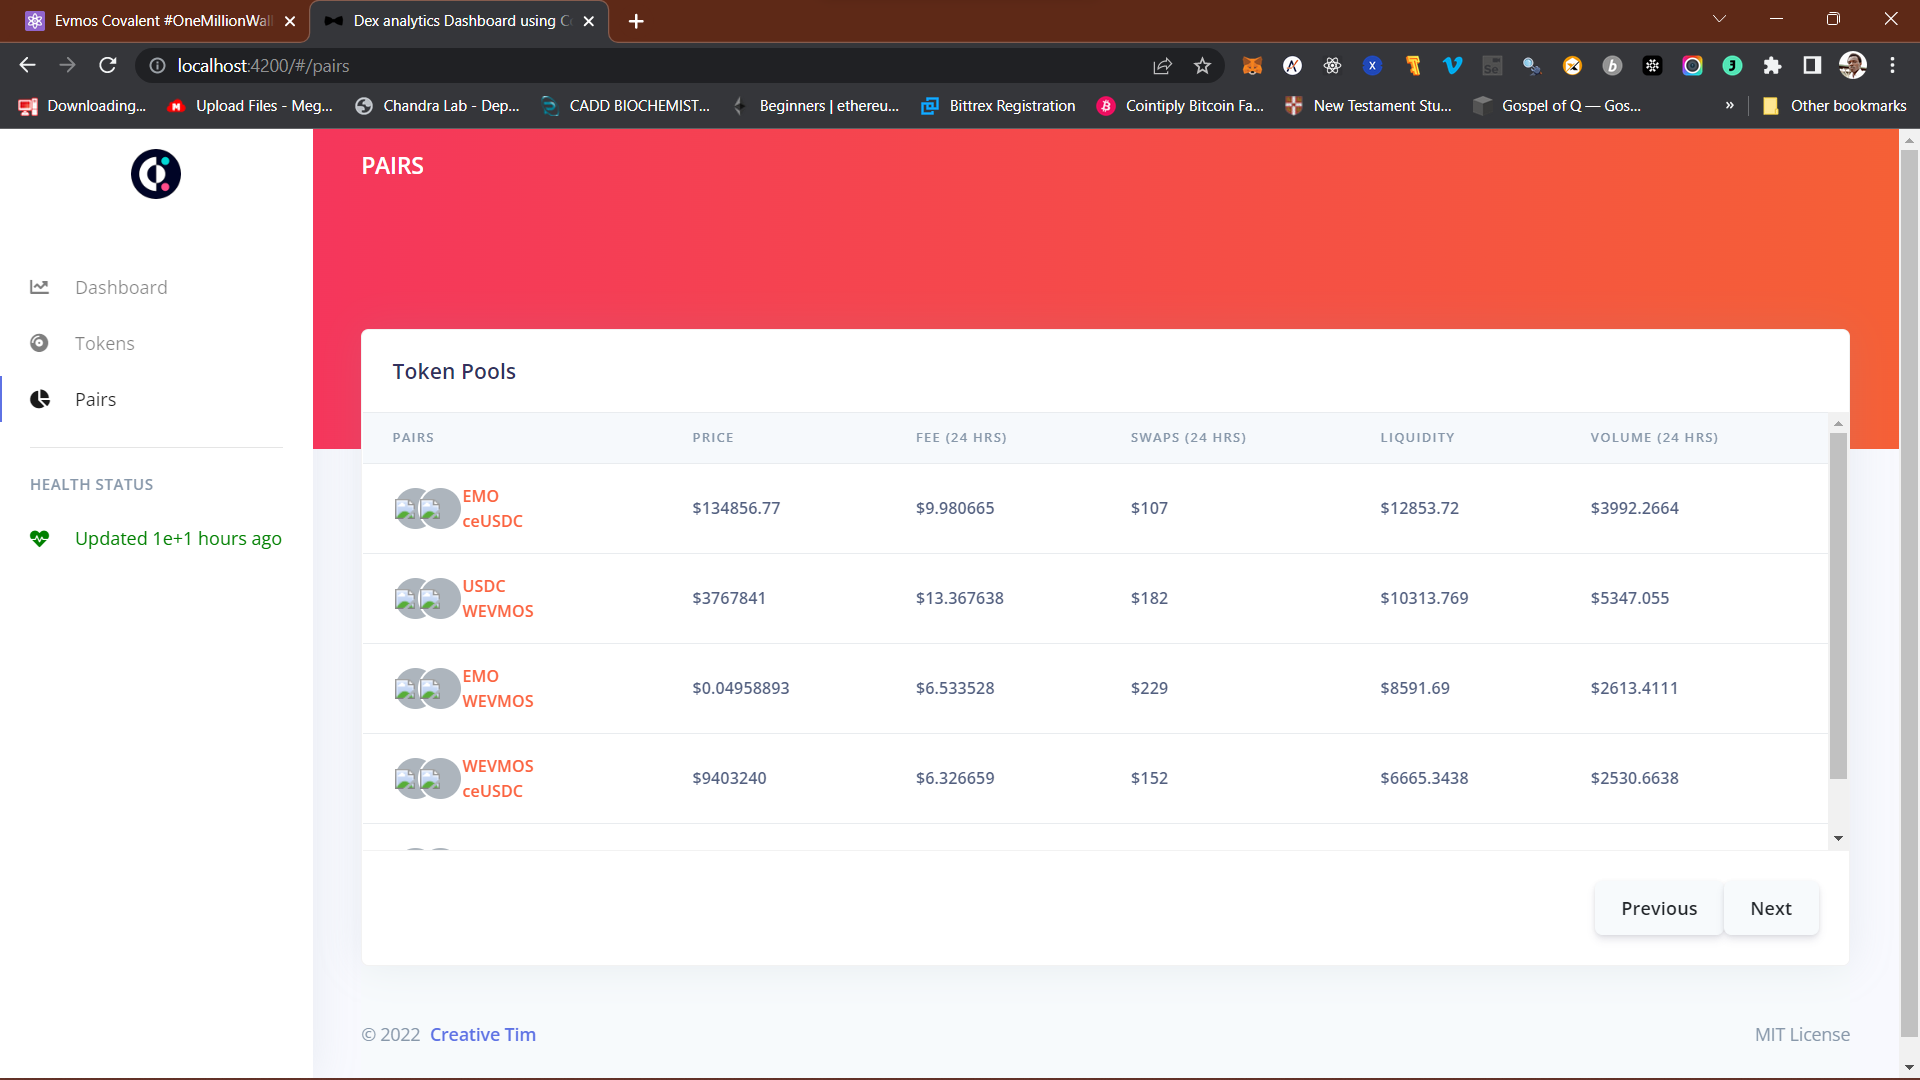 Evmos Covalent #OneMillionWall
Dex analytics Dashboard using Co
localhost:4200/#/pairs
Downloading...
Upload Files - Meg...
Chandra Lab - Dep...
CADD BIOCHEMIST...
Beginners | ethereu...
Bittrex Registration
Cointiply Bitcoin Fa...
New Testament Stu...
Gospel of Q — Gos...
»
Other bookmarks
Dashboard
Tokens
Pairs
HEALTH STATUS
Updated 1e+1 hours ago
PAIRS
Token Pools
PAIRS PRICE FEE (24 HRS) SWAPS (24 HRS) LIQUIDITY VOLUME (24 HRS)
EMO
ceUSDC
$134856.77 $9.980665 $107 $12853.72 $3992.2664
USDC
WEVMOS
$3767841 $13.367638 $182 $10313.769 $5347.055
EMO
WEVMOS
$0.04958893 $6.533528 $229 $8591.69 $2613.4111
WEVMOS
ceUSDC
$9403240 $6.326659 $152 $6665.3438 $2530.6638
Previous
Next
© 2022 Creative Tim
MIT License